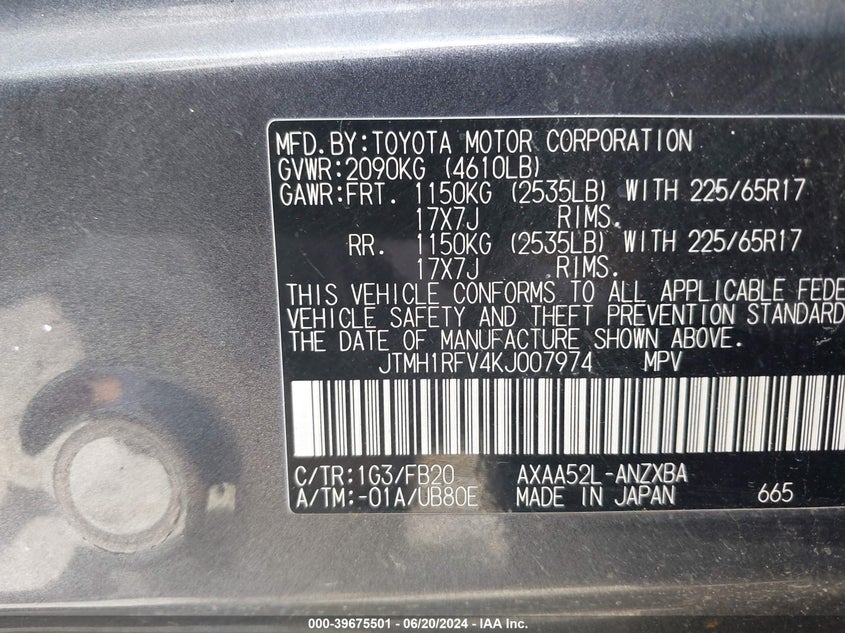 MFD.BY:TOYOTA MOTOR CORPORATION
GVWR:2090KG (4610LB)
GAWR:FRT. 1150KG (2535LB) WITH 225/65R17
17X7J RIMS.
RR. 1150KG (2535LB) WITH 225/65R17
17X7J RIMS.
THIS VEHICLE CONFORMS TO ALL APPLICABLE FEDE
VEHICLE SAFETY AND THEFT PREVENTION STANDARD
THE DATE OF MANUFACTURE SHOWN ABOVE.
JTMH1RFV4KJ007974 MPV
C/TR:1G3/FB20 AXAA52L-ANZXBA
A/TM:-01A/UB80E MADE IN JAPAN 665
000-39675501 - 06/20/2024 - IAA Inc.